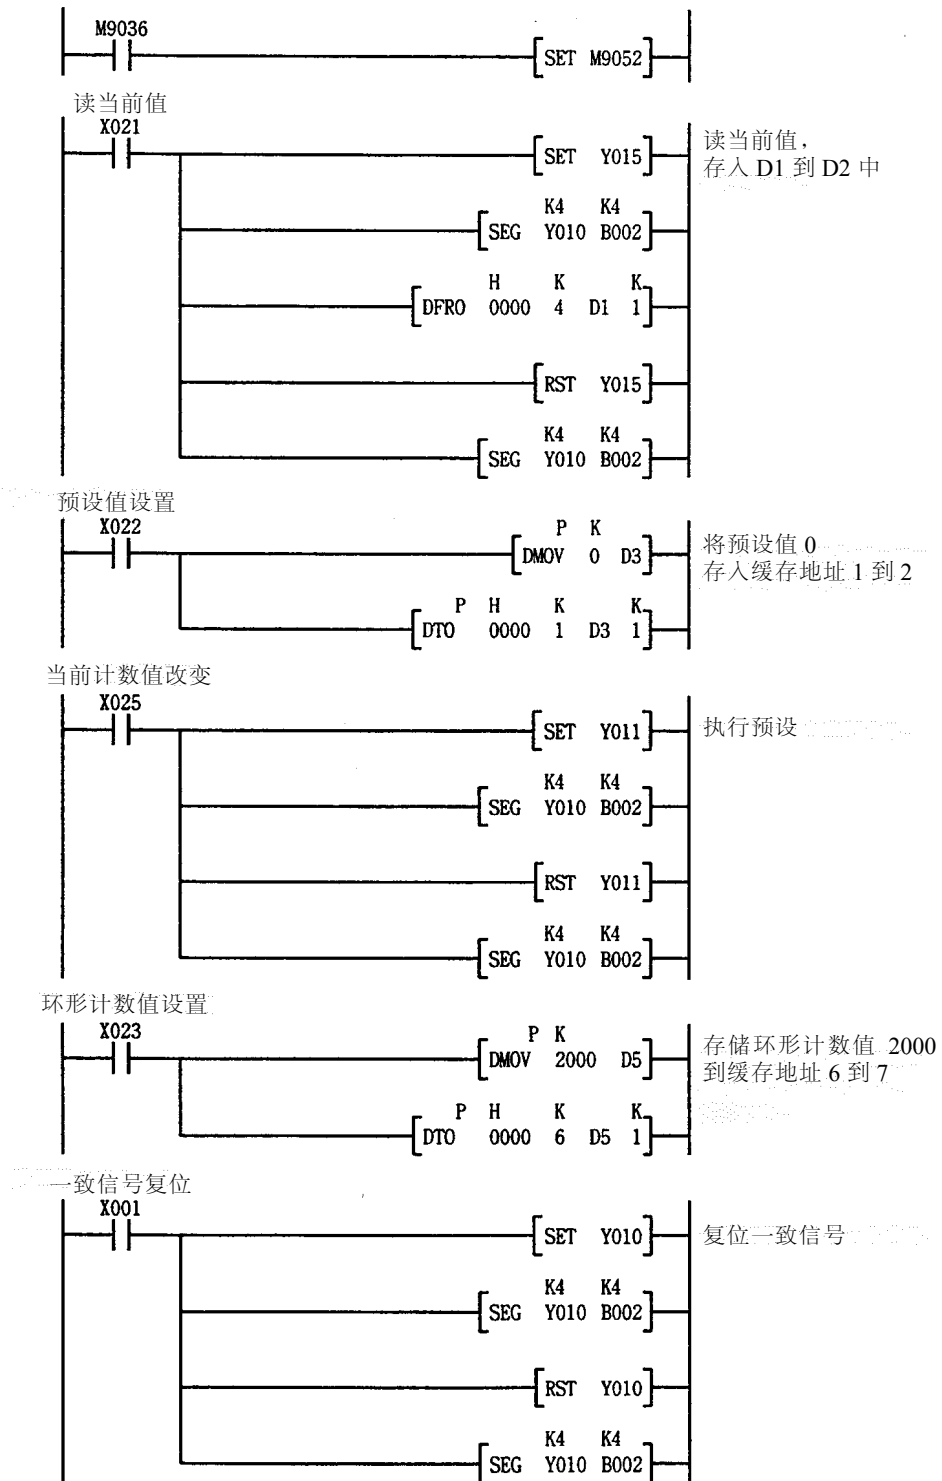 M9036
SET M9052
读当前值
X021
SET Y015
读当前值，
存入 D1 到 D2 中
K4 K4
SEG Y010 B002
H K K
DFRO 0000 4 D1 1
RST Y015
K4 K4
SEG Y010 B002
预设值设置
X022
P K
DMOV 0 D3
将预设值 0
存入缓存地址 1 到 2
P H K K
DTO 0000 1 D3 1
当前计数值改变
X025
SET Y011
执行预设
K4 K4
SEG Y010 B002
RST Y011
K4 K4
SEG Y010 B002
环形计数值设置
X023
P K
DMOV 2000 D5
存储环形计数值 2000
到缓存地址 6 到 7
P H K K
DTO 0000 6 D5 1
一致信号复位
X001
SET Y010
复位一致信号
K4 K4
SEG Y010 B002
RST Y010
K4 K4
SEG Y010 B002